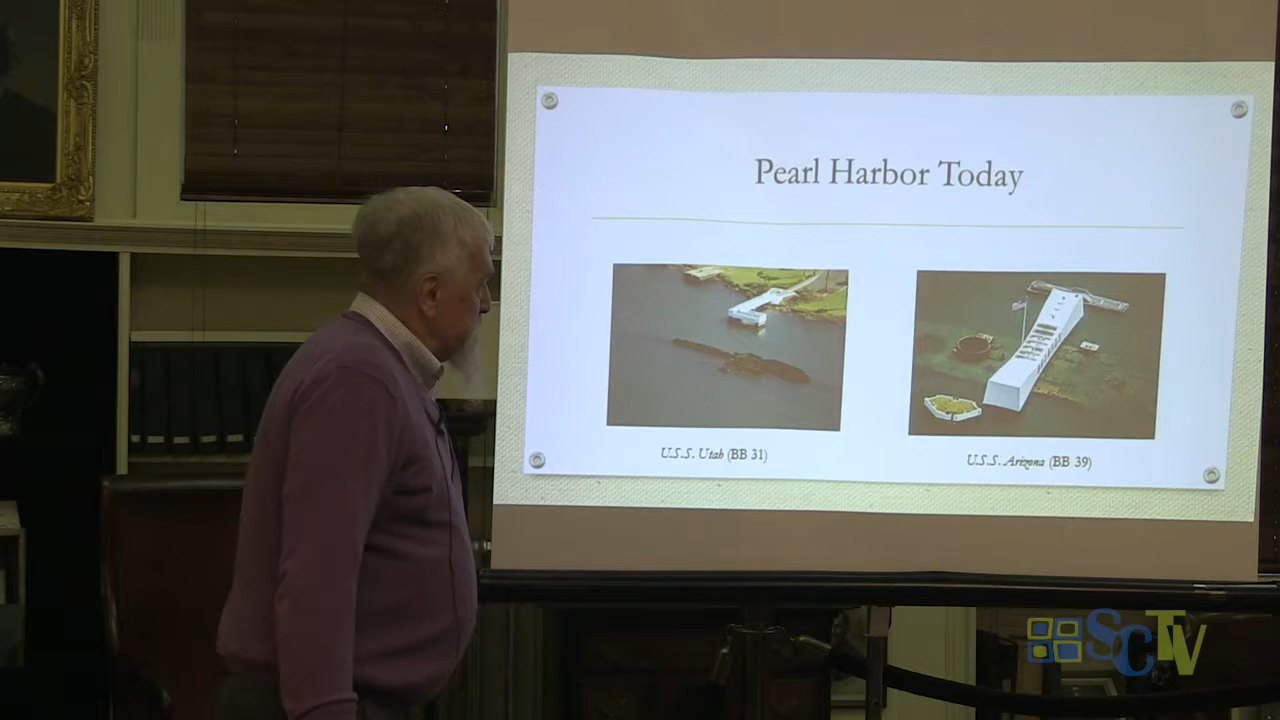 Pearl Harbor Today
U.S.S. Utah (BB 31)
U.S.S. Arizona (BB 39)
SCTV